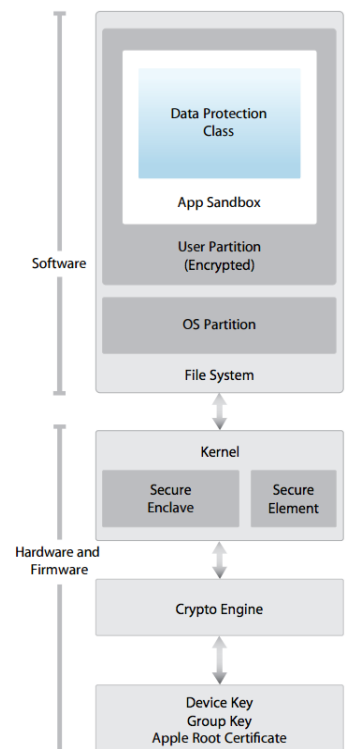 Data Protection
Class
App Sandbox
User Partition
(Encrypted)
Software
OS Partition
File System
Kernel
Secure
Enclave
Secure
Element
Hardware and
Firmware
Crypto Engine
Device Key
Group Key
Apple Root Certificate